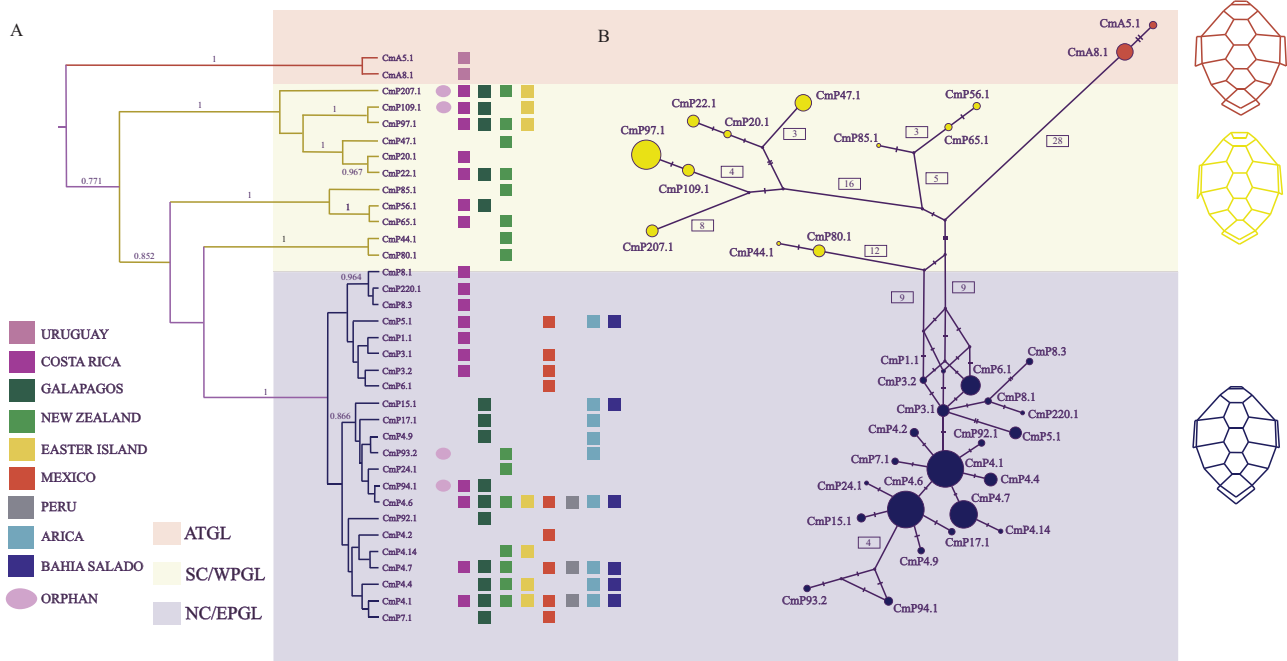 A
B
1
CmA5.1
CmA8.1
CmP207.1
1
1
CmP109.1
CmP97.1
CmP47.1
1
CmP20.1
0.967
CmP22.1
0.771
CmP85.1
1
1
CmP56.1
CmP65.1
CmP44.1
1
CmP80.1
0.852
CmP8.1
0.964
CmP220.1
CmP8.3
CmP5.1
CmP1.1
CmP3.1
CmP3.2
CmP6.1
1
CmP15.1
0.866
CmP17.1
CmP4.9
CmP93.2
CmP24.1
CmP94.1
CmP4.6
CmP92.1
CmP4.2
CmP4.14
CmP4.7
CmP4.4
CmP4.1
CmP7.1
URUGUAY
COSTA RICA
GALAPAGOS
NEW ZEALAND
EASTER ISLAND
MEXICO
PERU
ARICA
BAHIA SALADO
ORPHAN
ATGL
SC/WPGL
NC/EPGL
CmA5.1
CmA8.1
28
CmP47.1
CmP22.1
CmP20.1
3
CmP97.1
4
CmP109.1
16
8
CmP207.1
CmP56.1
3
CmP85.1
CmP65.1
5
CmP80.1
CmP44.1
12
9
9
CmP1.1
CmP3.2
CmP6.1
CmP8.3
CmP8.1
CmP220.1
CmP3.1
CmP5.1
CmP4.2
CmP92.1
CmP7.1
CmP4.1
CmP4.4
CmP24.1
CmP4.6
CmP4.7
CmP15.1
CmP4.14
CmP17.1
4
CmP4.9
CmP93.2
CmP94.1